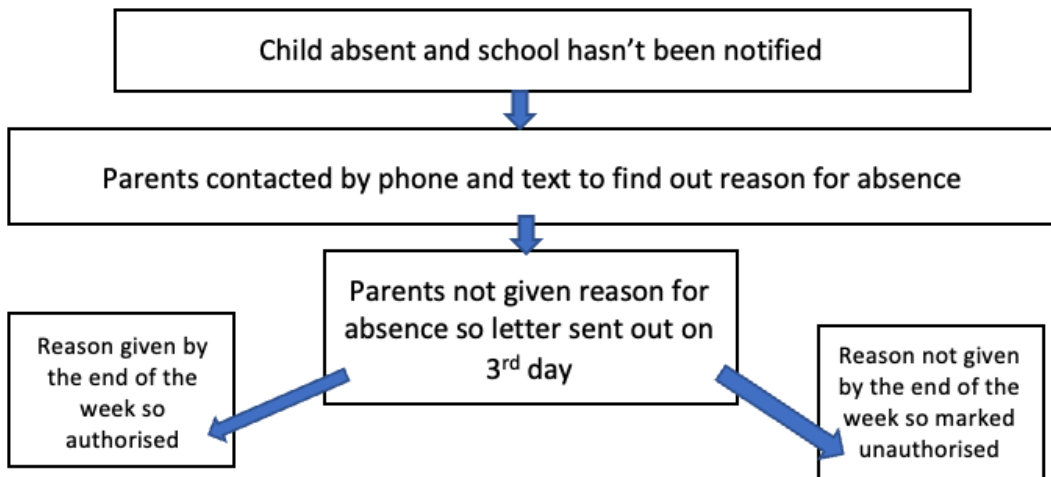 Child absent and school hasn't been notified
Parents contacted by phone and text to find out reason for absence
Parents not given reason for
absence so letter sent out on
3rd day
Reason given by
the end of the
week so
authorised
Reason not given
by the end of the
week so marked
unauthorised